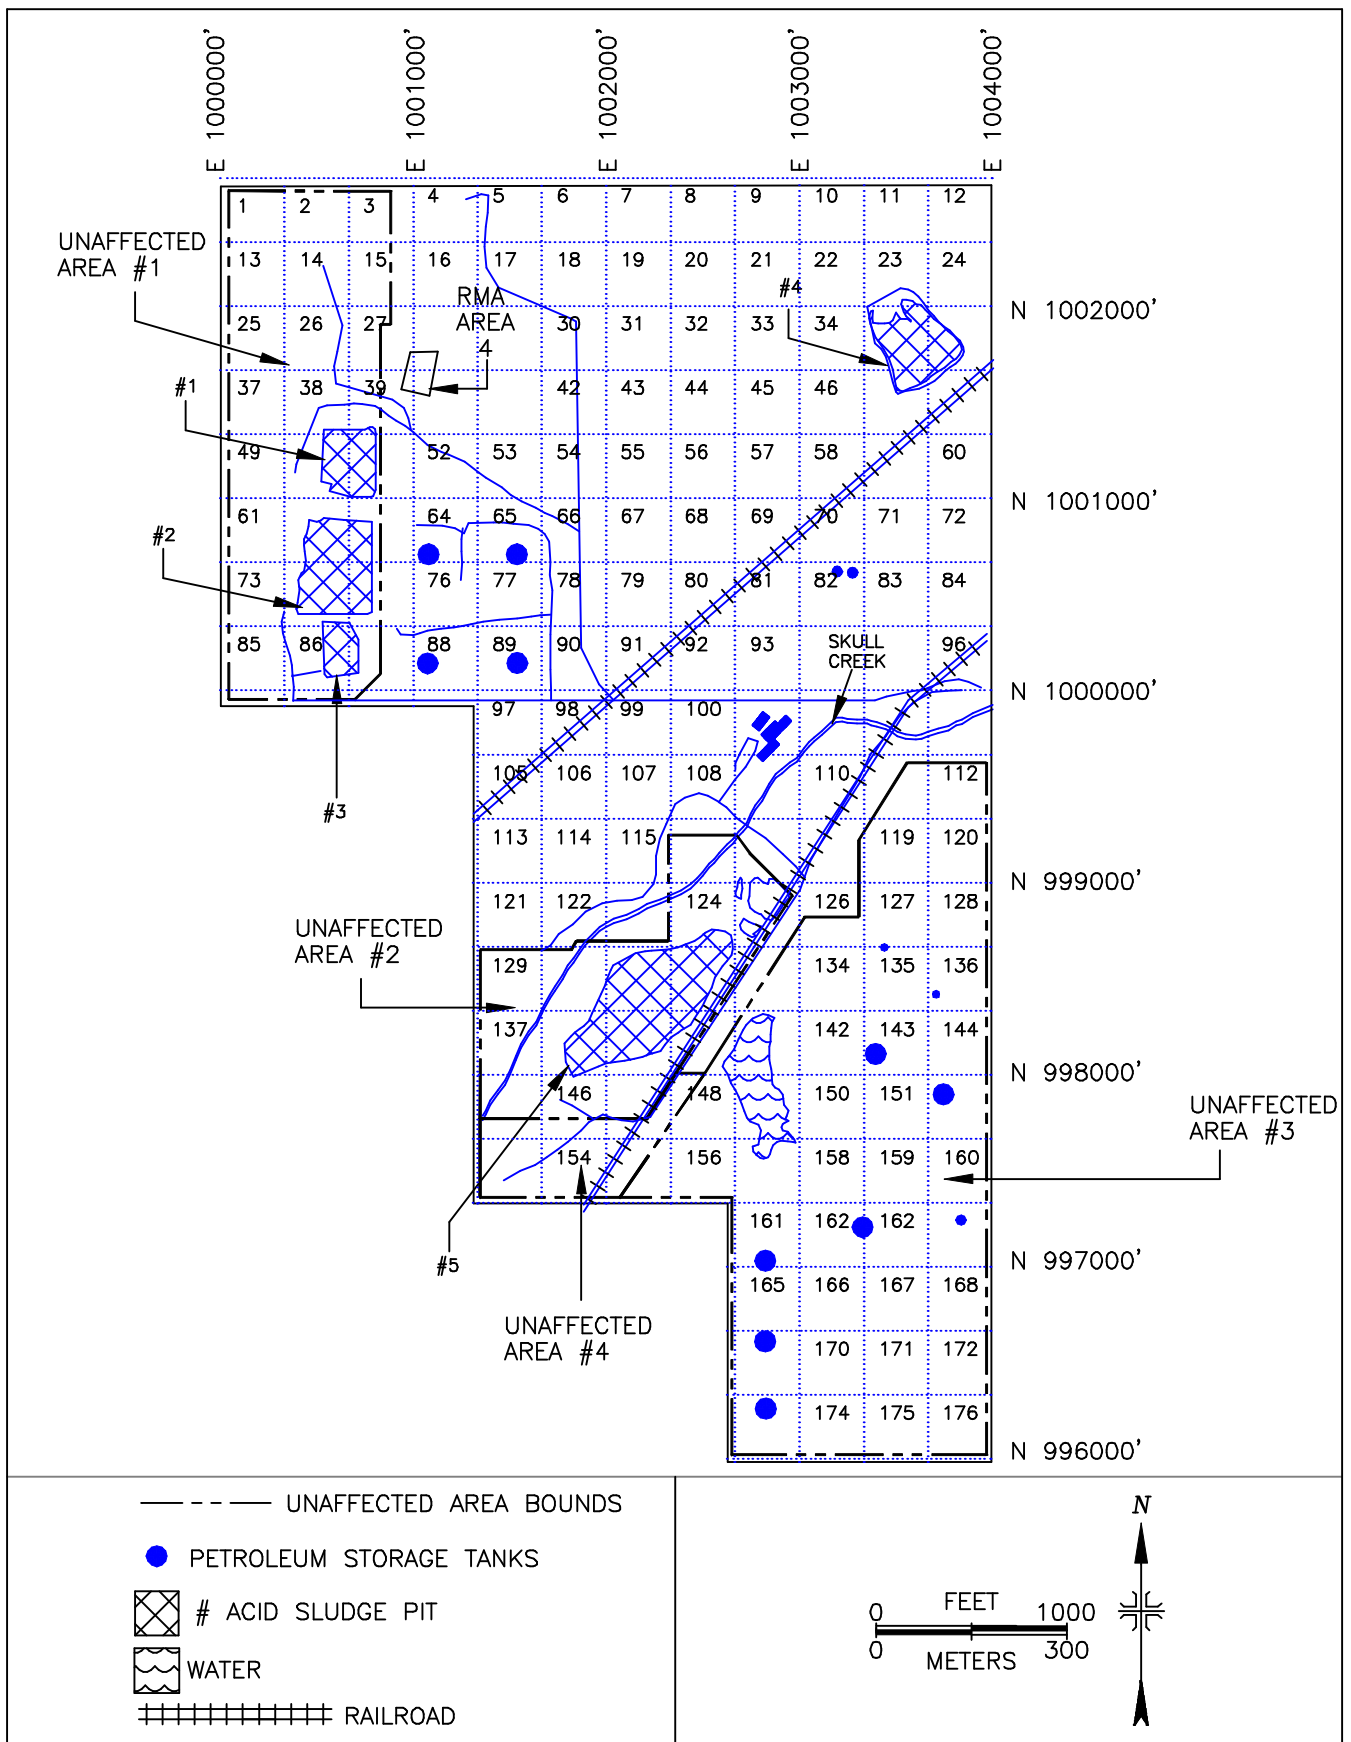 E 1000000'
E 1001000'
E 1002000'
E 1003000'
E 1004000'
1 2 3 4 5 6 7 8 9 10 11 12
UNAFFECTED
AREA #1
13 14 15 16 17 18 19 20 21 22 23 24
#4
RMA
AREA
4
N 1002000'
25 26 27 30 31 32 33 34
#1
37 38 39 42 43 44 45 46
49 52 53 54 55 56 57 58 60
N 1001000'
61 64 65 66 67 68 69 70 71 72
#2
73 76 77 78 79 80 81 82 83 84
85 86 88 89 90 91 92 93 96
SKULL
CREEK
N 1000000'
97 98 99 100
105 106 107 108 110 112
#3
113 114 115 119 120
N 999000'
121 122 124 126 127 128
UNAFFECTED
AREA #2
129 134 135 136
137 142 143 144
N 998000'
146 148 150 151
UNAFFECTED
AREA #3
154 156 158 159 160
161 162 162
#5
N 997000'
165 166 167 168
UNAFFECTED
AREA #4
170 171 172
174 175 176
N 996000'
UNAFFECTED AREA BOUNDS
PETROLEUM STORAGE TANKS
# ACID SLUDGE PIT
WATER
RAILROAD
N
FEET
0 1000
0 300
METERS